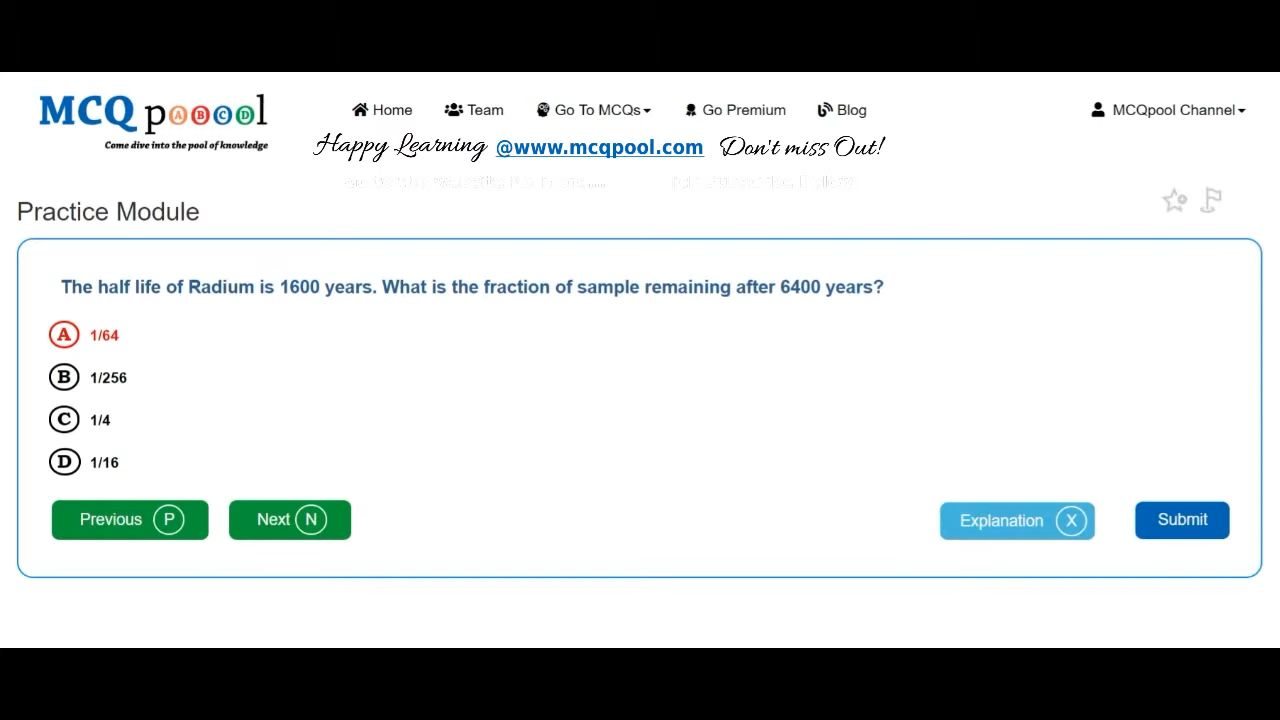 MCQ pooool
Come dive into the pool of knowledge
Home Team Go To MCQs Go Premium Blog MCQpool Channel
Happy Learning @www.mcqpool.com Don't miss Out!
Practice Module
The half life of Radium is 1600 years. What is the fraction of sample remaining after 6400 years?
A 1/64
B 1/256
C 1/4
D 1/16
Previous P Next N Explanation X Submit